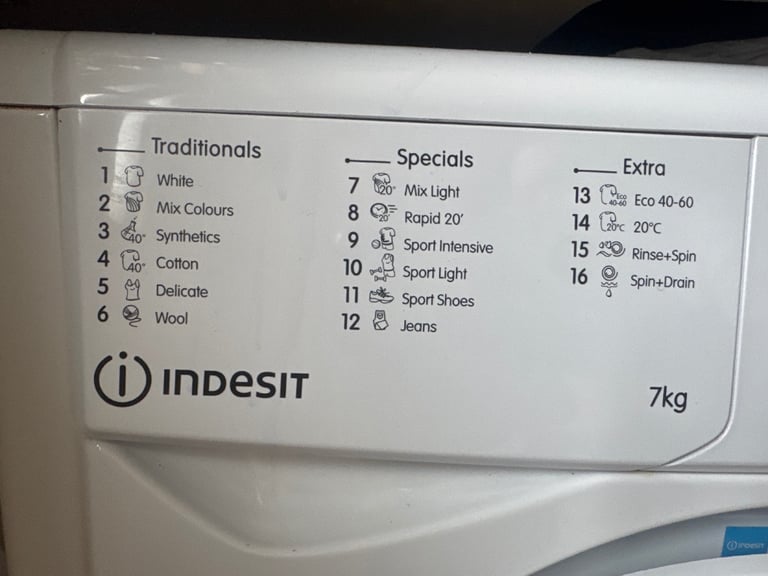 Traditionals
1 White
2 Mix Colours
3 40° Synthetics
4 40° Cotton
5 Delicate
6 Wool
Specials
7 20° Mix Light
8 20' Rapid 20'
9 Sport Intensive
10 Sport Light
11 Sport Shoes
12 Jeans
Extra
13 Eco 40-60 Eco 40-60
14 20°C 20°C
15 Rinse+Spin
16 Spin+Drain
INDESIT
7kg
INDESIT